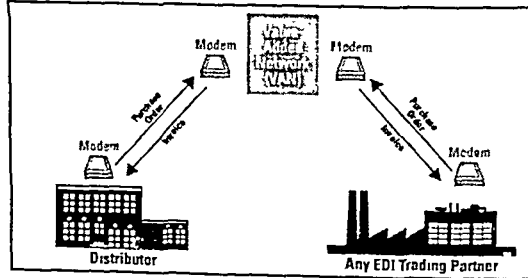 Modem
Value
Added
Network
(VAN)
Modem
Purchase
Order
Invoice
Purchase
Order
Invoice
Modem
Modem
Distributor
Any EDI Trading Partner